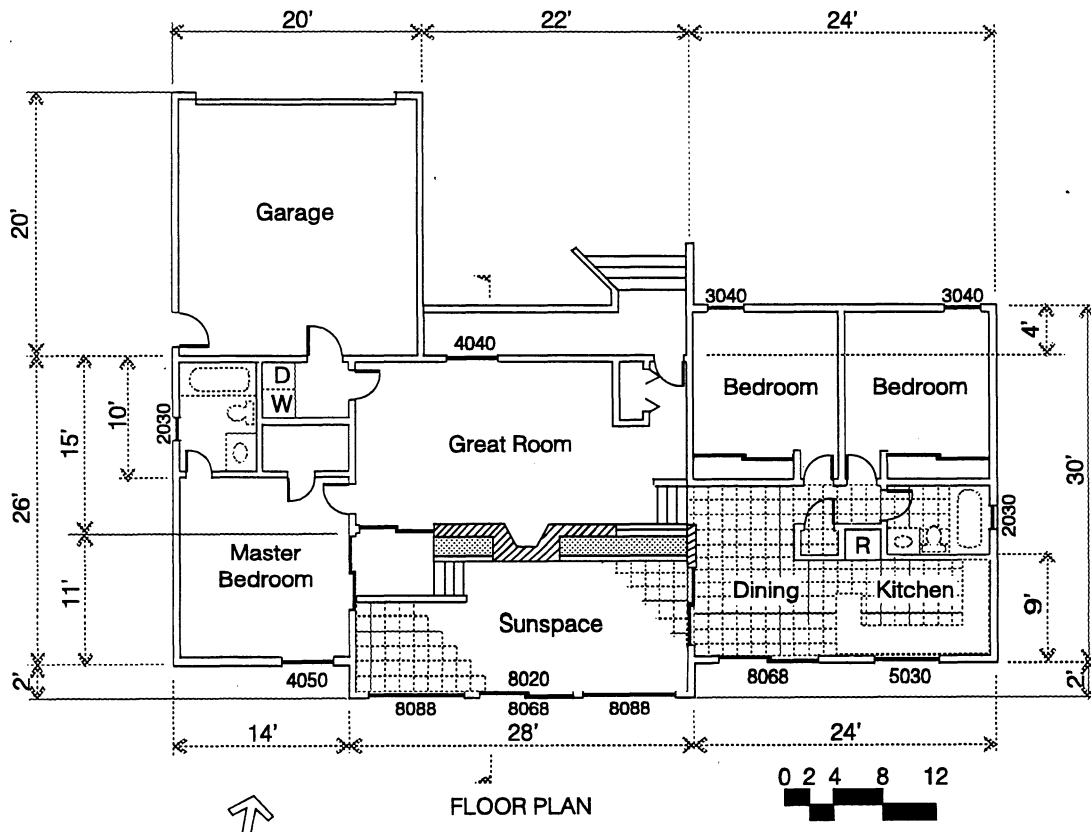 20' 22' 24'
Garage
20'
3040 3040
4'
4040
D
W
Bedroom Bedroom
2030
10'
15'
Great Room
26'
30'
2030
R
Master
Bedroom
Dining Kitchen
11'
9'
Sunspace
2' 4050 8020 8068 5030 2'
8088 8068 8088
14' 28' 24'
0 2 4 8 12
FLOOR PLAN